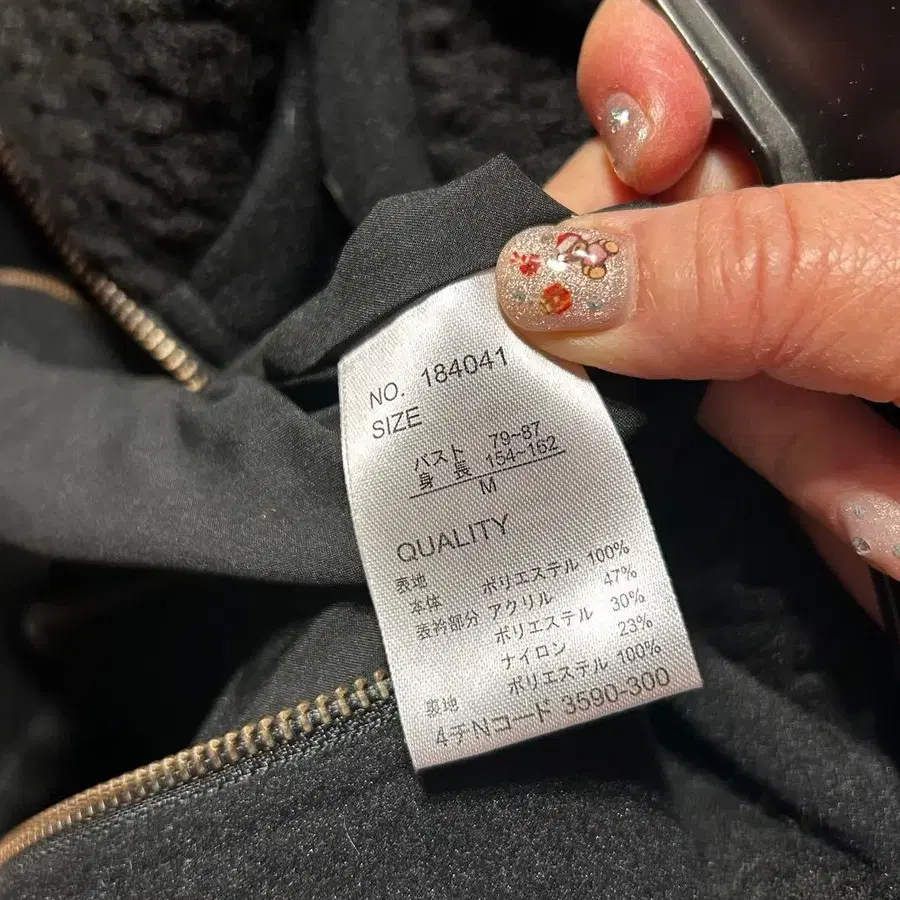 NO. 184041
SIZE
バスト 79~87
身 長 154~162
M
QUALITY
表地
本体 ポリエステル 100%
表衿部分 アクリル 47%
ポリエステル 30%
ナイロン 23%
裏地 ポリエステル 100%
4チNコード 3590-300